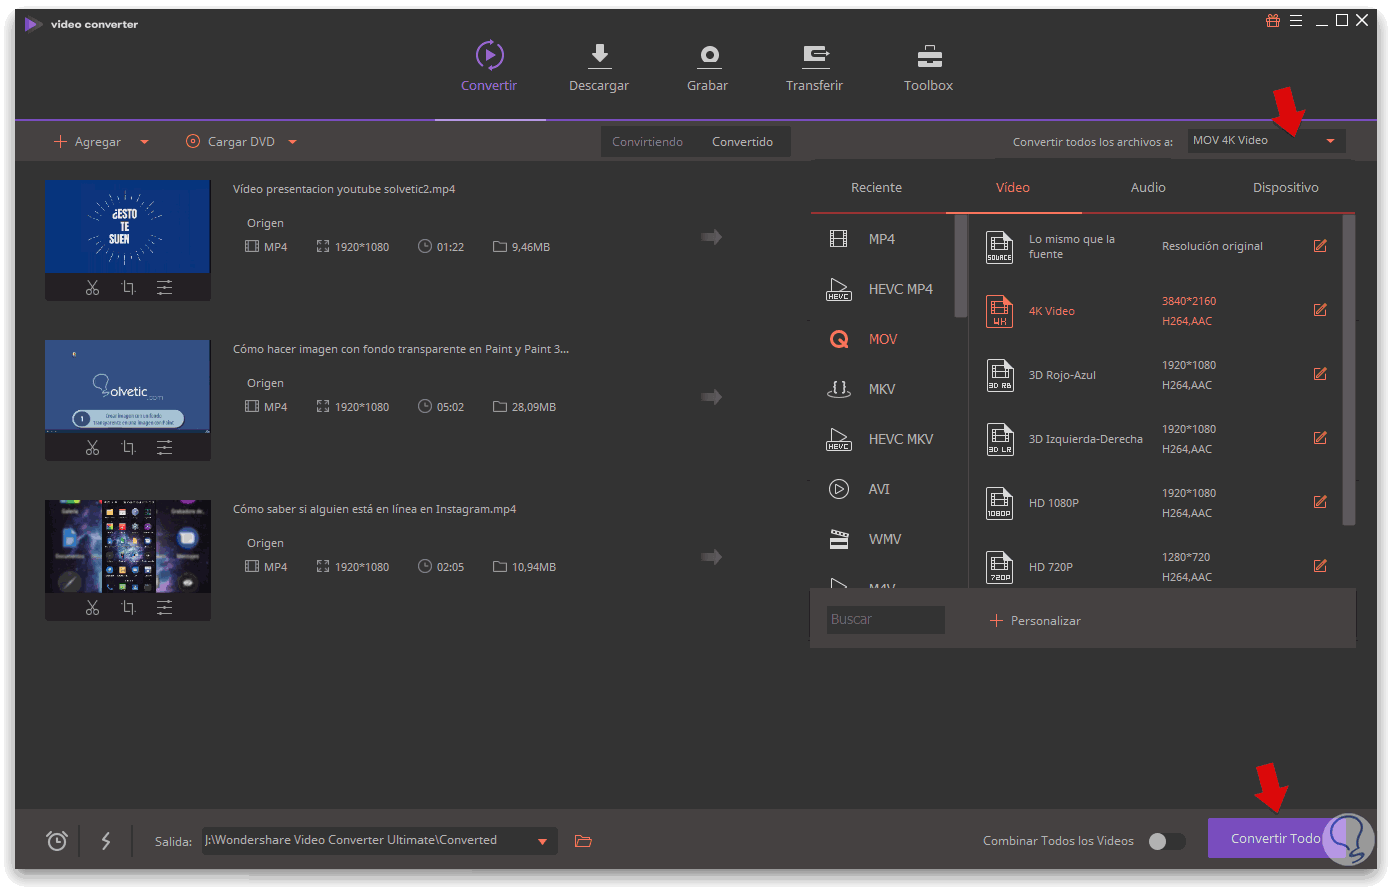 video converter
Convertir
Descargar
Grabar
Transferir
Toolbox
Agregar
Cargar DVD
Convirtiendo
Convertido
Convertir todos los archivos a:
MOV 4K Video
¿ESTO
TE
SUEN
Vídeo presentacion youtube solvetic2.mp4
Origen
MP4
1920*1080
01:22
9,46MB
olvetic.com
1
Cómo hacer imagen con fondo transparente en Paint y Paint 3...
Origen
MP4
1920*1080
05:02
28,09MB
Cómo saber si alguien está en línea en Instagram.mp4
Origen
MP4
1920*1080
02:05
10,94MB
Reciente
Vídeo
Audio
Dispositivo
MP4
HEVC
HEVC MP4
MOV
MKV
HEVC
HEVC MKV
AVI
WMV
M4V
SOURCE
Lo mismo que la
fuente
Resolución original
4K Video
3840*2160
H264,AAC
3D RB
3D Rojo-Azul
1920*1080
H264,AAC
3D LR
3D Izquierda-Derecha
1920*1080
H264,AAC
1080P
HD 1080P
1920*1080
H264,AAC
720P
HD 720P
1280*720
H264,AAC
Buscar
Personalizar
Salida:
J:\Wondershare Video Converter Ultimate\Converted
Combinar Todos los Videos
Convertir Todo